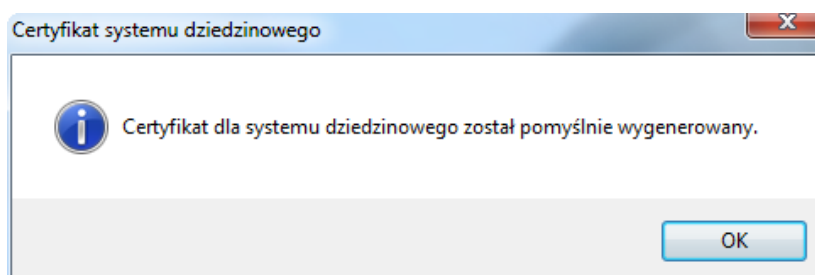 Certyfikat systemu dziedzinowego
Certyfikat dla systemu dziedzinowego został pomyślnie wygenerowany.
OK